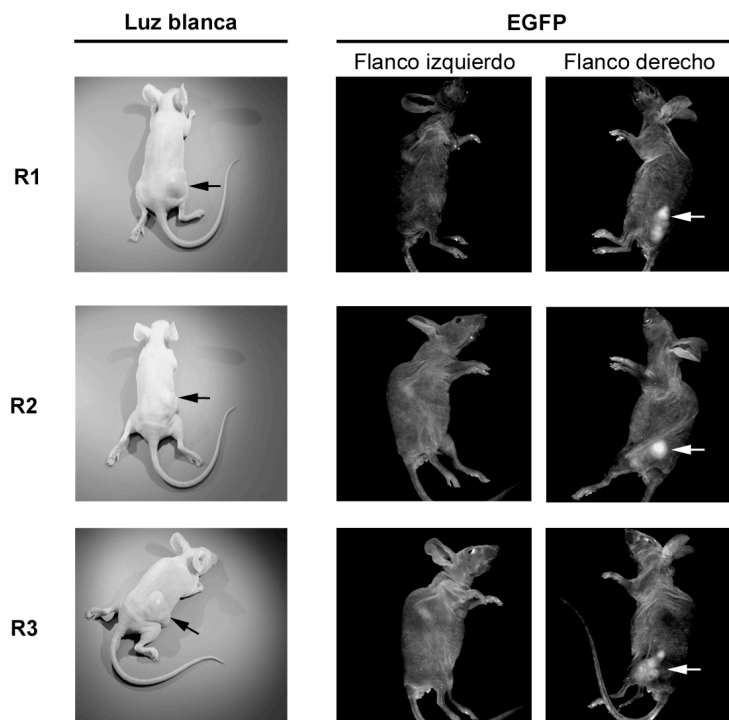 Luz blanca
EGFP
Flanco izquierdo
Flanco derecho
R1
R2
R3